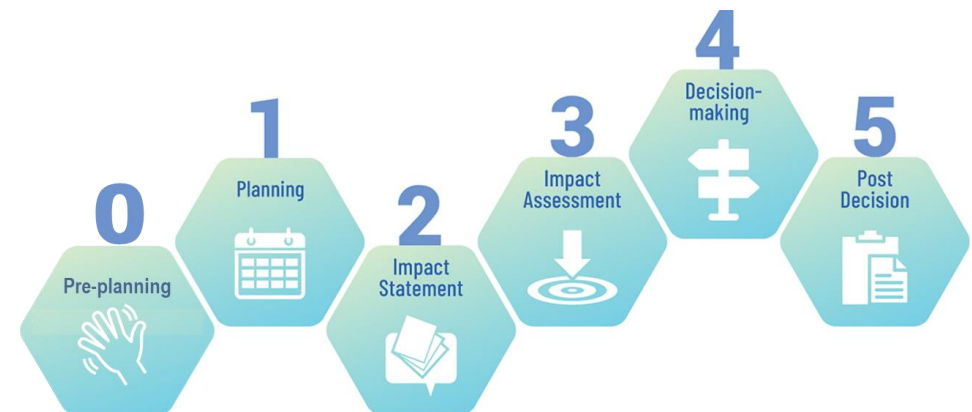 0
Pre-planning
1
Planning
2
Impact
Statement
3
Impact
Assessment
4
Decision-
making
5
Post
Decision